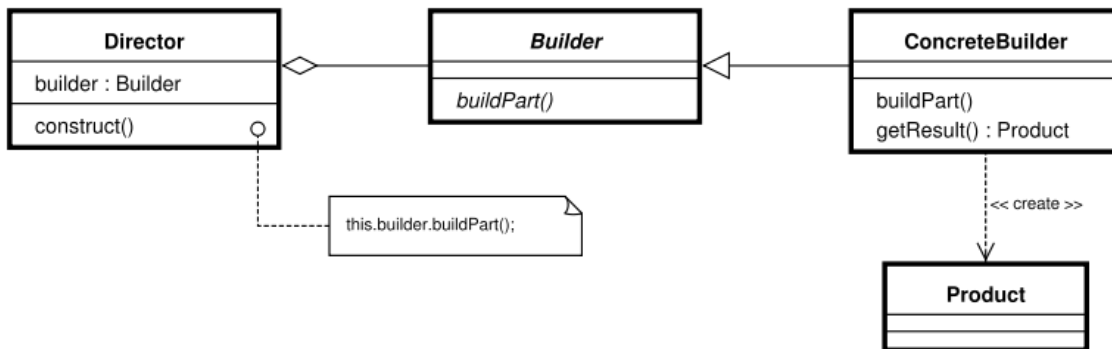 Director
builder : Builder
construct()
this.builder.buildPart();
Builder
buildPart()
ConcreteBuilder
buildPart()
getResult() : Product
<< create >>
Product